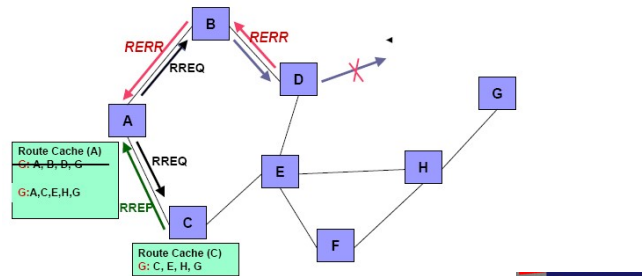 B
RERR
RERR
RREQ
D
G
A
Route Cache (A)
G: A, B, D, G
G:A,C,E,H,G
RREQ
RREP
E
H
C
F
Route Cache (C)
G: C, E, H, G